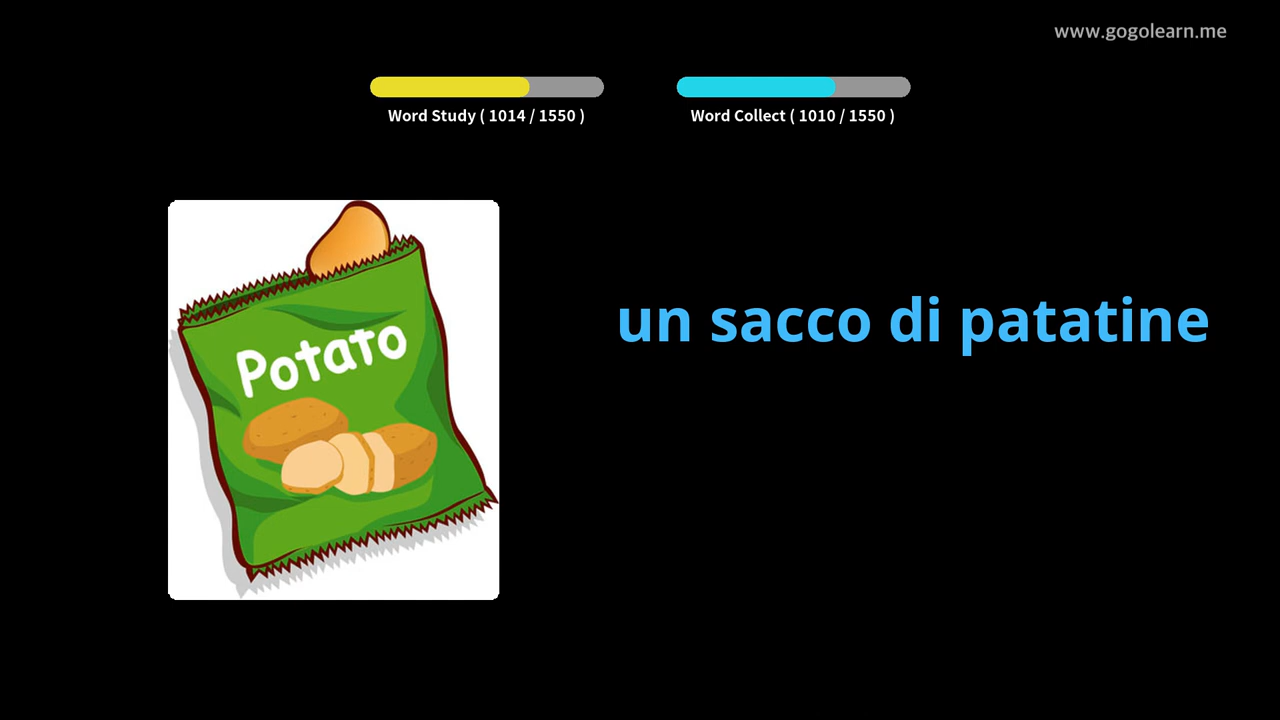 www.gogolearn.me
Word Study ( 1014 / 1550 )
Word Collect ( 1010 / 1550 )
Potato
un sacco di patatine